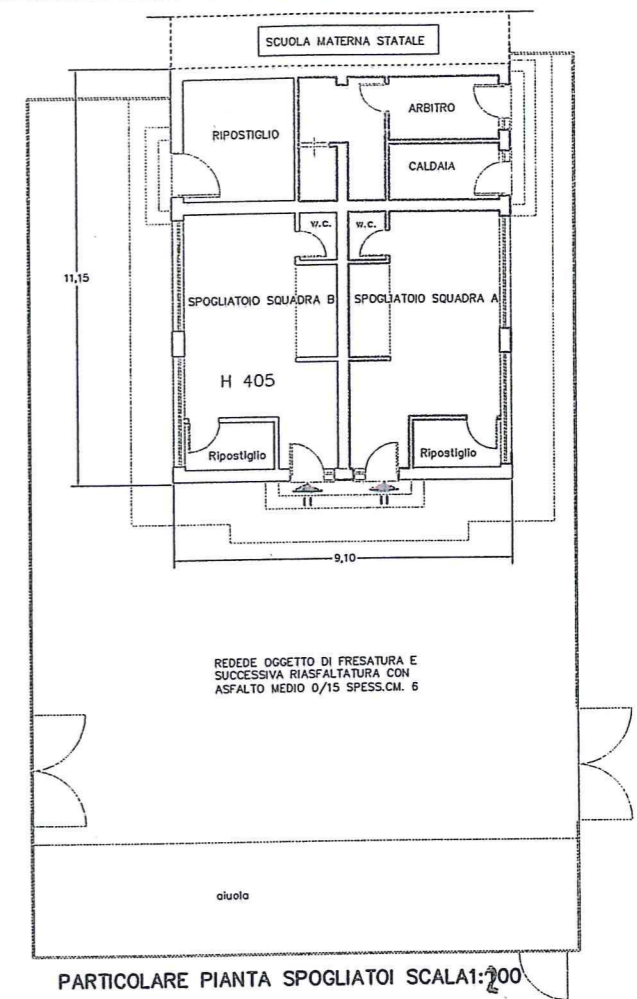 SCUOLA MATERNA STATALE
ARBITRO
RIPOSTIGLIO
CALDAIA
W.C.
W.C.
11,15
SPOGLIATOIO SQUADRA B
SPOGLIATOIO SQUADRA A
H 405
Ripostiglio
Ripostiglio
9,10
REDEDE OGGETTO DI FRESATURA E
SUCCESSIVA RIASFALTATURA CON
ASFALTO MEDIO 0/15 SPESS.CM. 6
aiuola
PARTICOLARE PIANTA SPOGLIATOI SCALA1:200